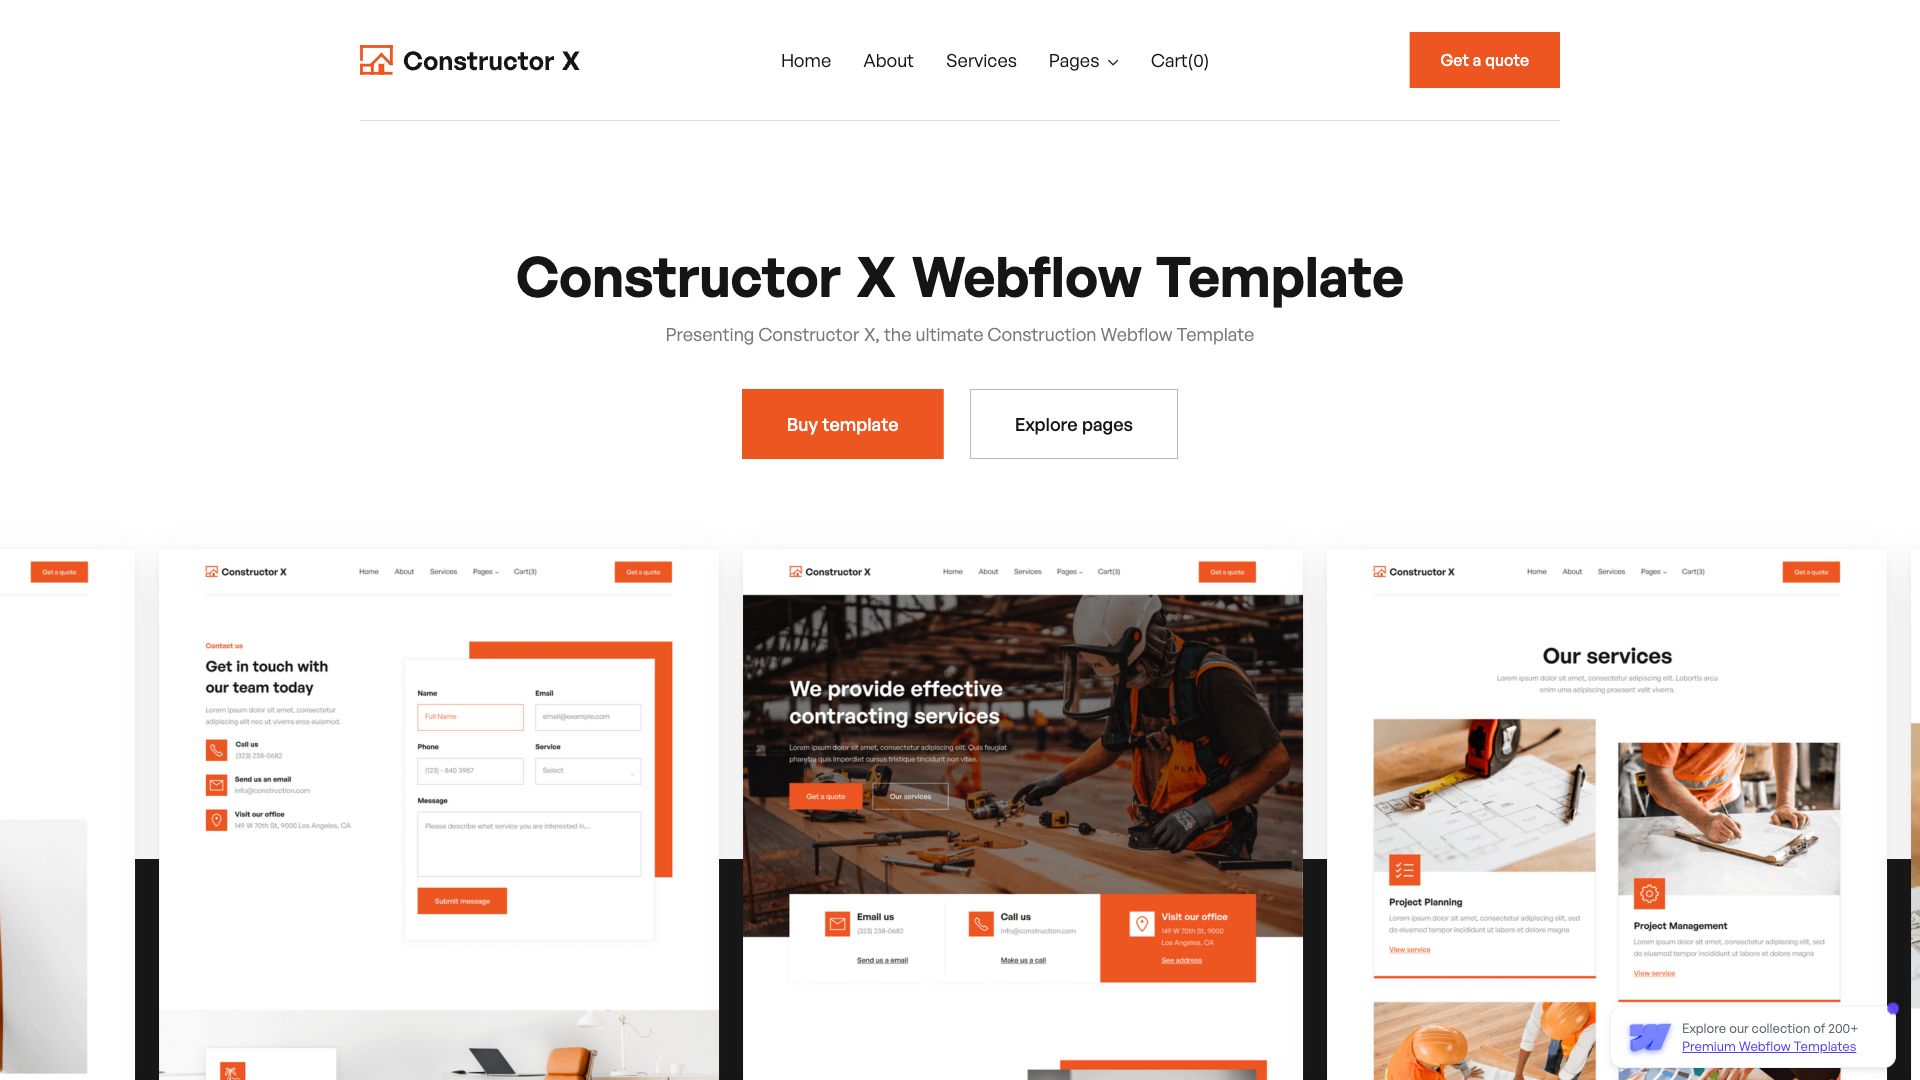 Constructor X
Home
About
Services
Pages
Cart(0)
Get a quote
Constructor X Webflow Template
Presenting Constructor X, the ultimate Construction Webflow Template
Buy template
Explore pages
Get a quote
Constructor X
Home
About
Services
Pages
Cart(3)
Get a quote
Contact us
Get in touch with
our team today
Lorem ipsum dolor sit amet, consectetur
adipiscing elit nec ut viverra eros euismod.
Call us
(323) 238-0682
Send us an email
info@construction.com
Visit our office
149 W 70th St, 9000 Los Angeles, CA
Name
Full Name
Email
email@example.com
Phone
(123) - 840 3987
Service
Select
Message
Please describe what service you are interested in...
Submit message
Constructor X
Home
About
Services
Pages
Cart(3)
Get a quote
We provide effective
contracting services
Lorem ipsum dolor sit amet, consectetur adipiscing elit. Quis feugiat
pharetra quis imperdiet cursus tristique tincidunt non vitae.
Get a quote
Our services
Email us
(323) 238-0682
Send us a email
Call us
info@construction.com
Make us a call
Visit our office
149 W 70th St, 9000
Los Angeles, CA
See address
Constructor X
Home
About
Services
Pages
Cart(3)
Get a quote
Our services
Lorem ipsum dolor sit amet, consectetur adipiscing elit. Lobortis arcu
enim urna adipiscing praesent velit viverra.
Project Planning
Lorem ipsum dolor sit amet, consectetur adipiscing elit, sed
do eiusmod tempor incididunt ut labore et dolore magna
View service
Project Management
Lorem ipsum dolor sit amet, consectetur adipiscing elit, sed
do eiusmod tempor incididunt ut labore et dolore magna
View service
Explore our collection of 200+
Premium Webflow Templates